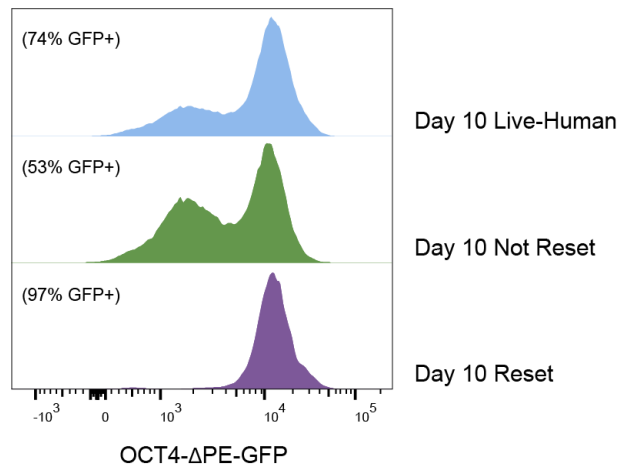 (74% GFP+)
Day 10 Live-Human
(53% GFP+)
Day 10 Not Reset
(97% GFP+)
Day 10 Reset
-10³ 0 10³ 10⁴ 10⁵
OCT4-ΔPE-GFP